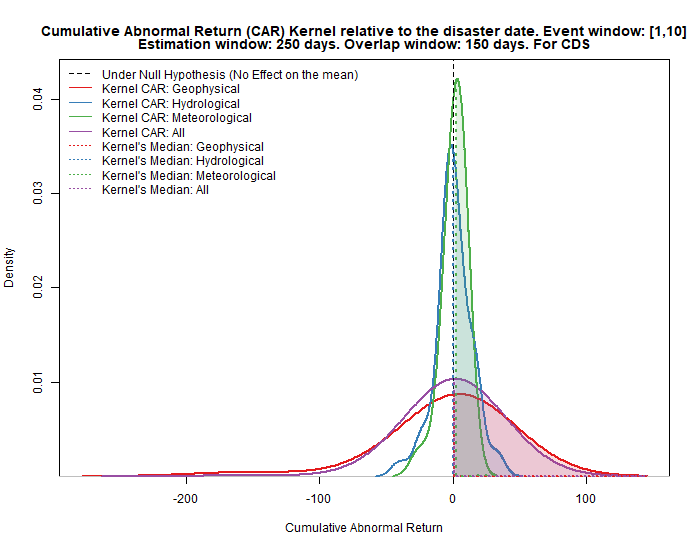 Cumulative Abnormal Return (CAR) Kernel relative to the disaster date. Event window: [1,10]
Estimation window: 250 days. Overlap window: 150 days. For CDS
Under Null Hypothesis (No Effect on the mean)
Kernel CAR: Geophysical
Kernel CAR: Hydrological
Kernel CAR: Meteorological
Kernel CAR: All
Kernel's Median: Geophysical
Kernel's Median: Hydrological
Kernel's Median: Meteorological
Kernel's Median: All
Density
0.04
0.03
0.02
0.01
-200 -100 0 100
Cumulative Abnormal Return